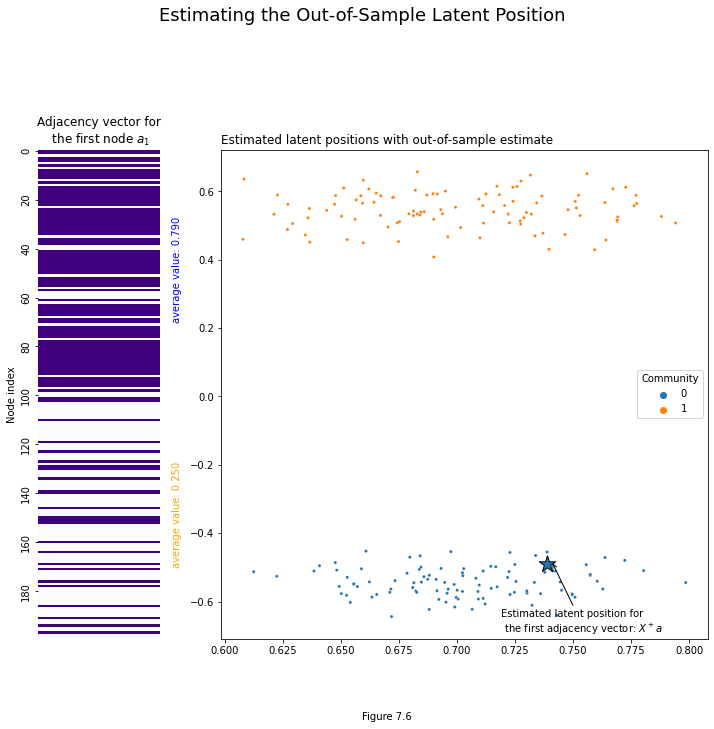 Estimating the Out-of-Sample Latent Position
Adjacency vector for
the first node a₁
Node index
0
20
40
60
80
100
120
140
160
180
average value: 0.790
average value: 0.250
Estimated latent positions with out-of-sample estimate
0.6
0.4
0.2
0.0
−0.2
−0.4
−0.6
0.600
0.625
0.650
0.675
0.700
0.725
0.750
0.775
0.800
Community
0
1
Estimated latent position for
the first adjacency vector: X⁺a
Figure 7.6